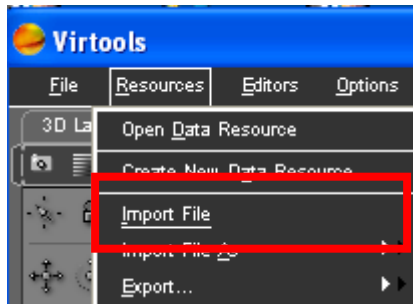 Virtools
File Resources Editors Options
3D La
Open Data Resource
Create New Data Resource
Import File
Import File As
Export...